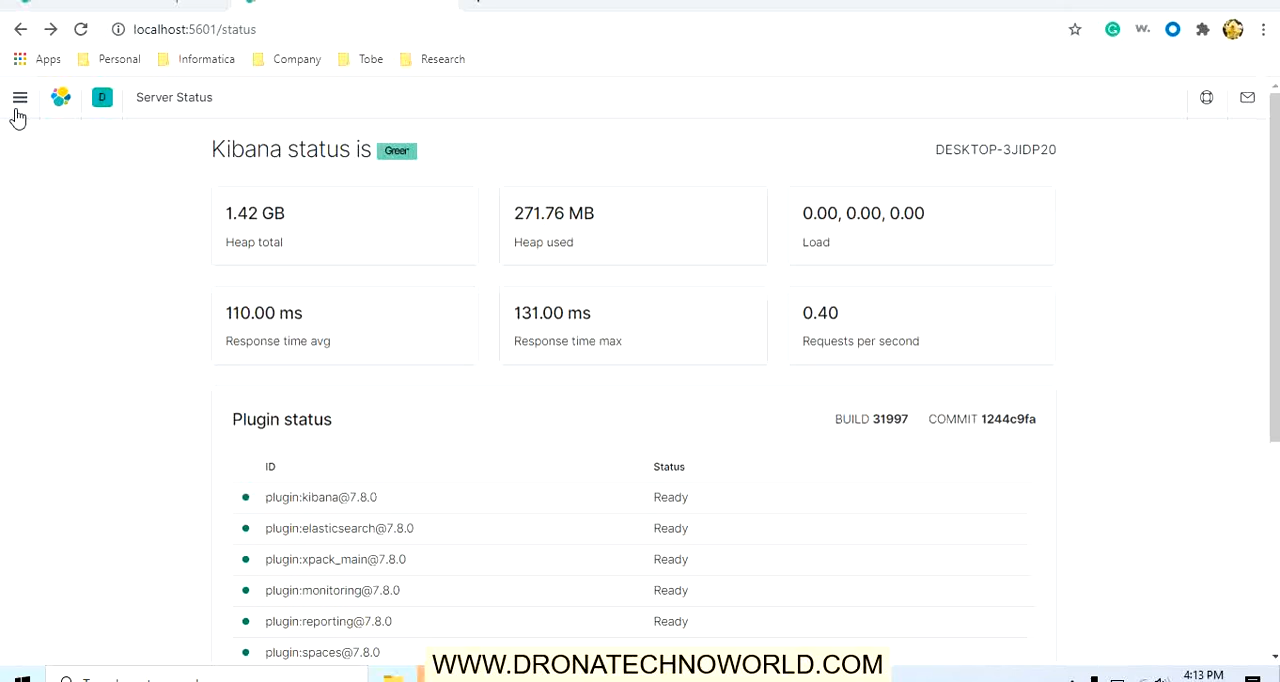 localhost:5601/status
Apps Personal Informatica Company Tobe Research
D Server Status
Kibana status is Green DESKTOP-3JIDP20
1.42 GB 271.76 MB 0.00, 0.00, 0.00
Heap total Heap used Load
110.00 ms 131.00 ms 0.40
Response time avg Response time max Requests per second
Plugin status BUILD 31997 COMMIT 1244c9fa
ID Status
plugin:kibana@7.8.0 Ready
plugin:elasticsearch@7.8.0 Ready
plugin:xpack_main@7.8.0 Ready
plugin:monitoring@7.8.0 Ready
plugin:reporting@7.8.0 Ready
plugin:spaces@7.8.0
WWW.DRONATECHNOWORLD.COM
4:13 PM